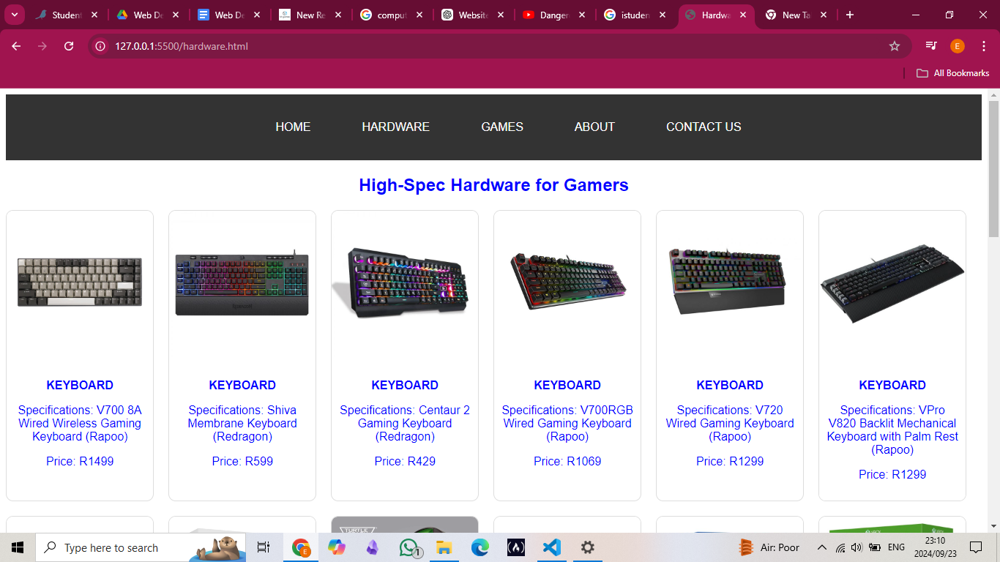 Student
Web De
Web De
New Re
comput
Website
Danger
istuden
Hardwa
New Ta
127.0.0.1:5500/hardware.html
E
All Bookmarks
HOME HARDWARE GAMES ABOUT CONTACT US
High-Spec Hardware for Gamers
KEYBOARD
Specifications: V700 8A
Wired Wireless Gaming
Keyboard (Rapoo)
Price: R1499
KEYBOARD
Specifications: Shiva
Membrane Keyboard
(Redragon)
Price: R599
KEYBOARD
Specifications: Centaur 2
Gaming Keyboard
(Redragon)
Price: R429
KEYBOARD
Specifications: V700RGB
Wired Gaming Keyboard
(Rapoo)
Price: R1069
KEYBOARD
Specifications: V720
Wired Gaming Keyboard
(Rapoo)
Price: R1299
KEYBOARD
Specifications: VPro
V820 Backlit Mechanical
Keyboard with Palm Rest
(Rapoo)
Price: R1299
TURTLE
XBOX
Type here to search
E
1
Air: Poor
ENG
23:10
2024/09/23